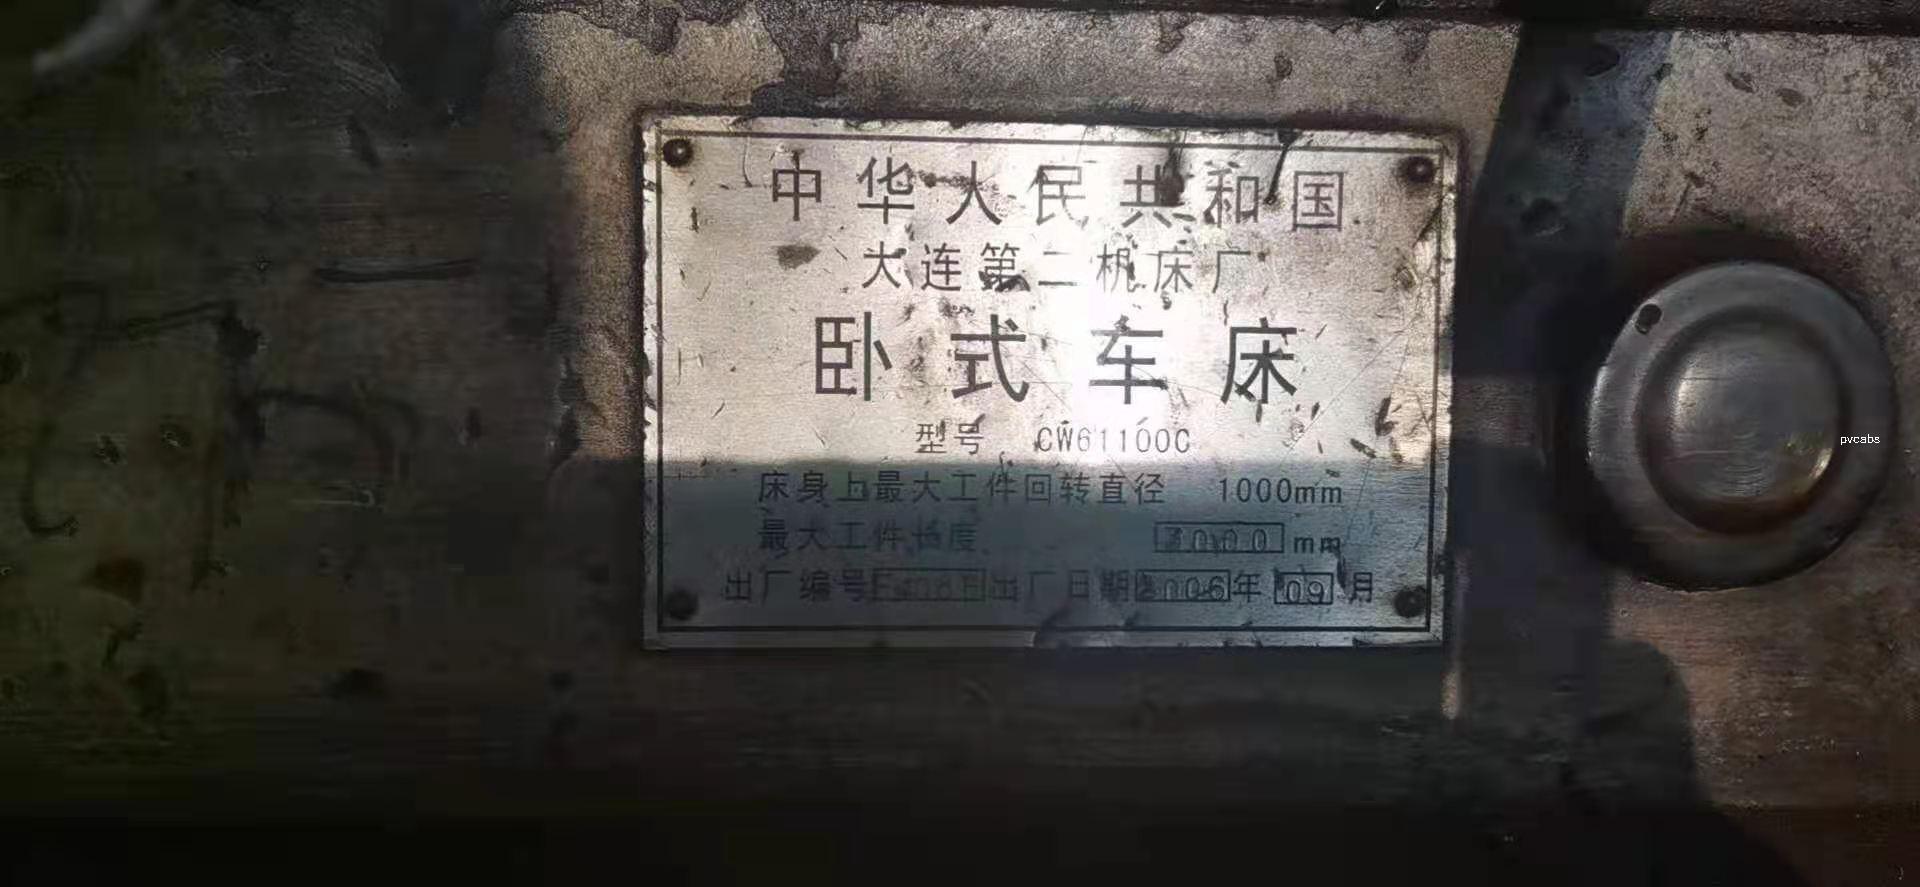 中华人民共和国
大连第二机床厂
卧式车床
型号 CW61100C
床身上最大工件回转直径 1000mm
最大工件长度 3000 mm
出厂编号 出厂日期 2006 年 09 月
pvcabs